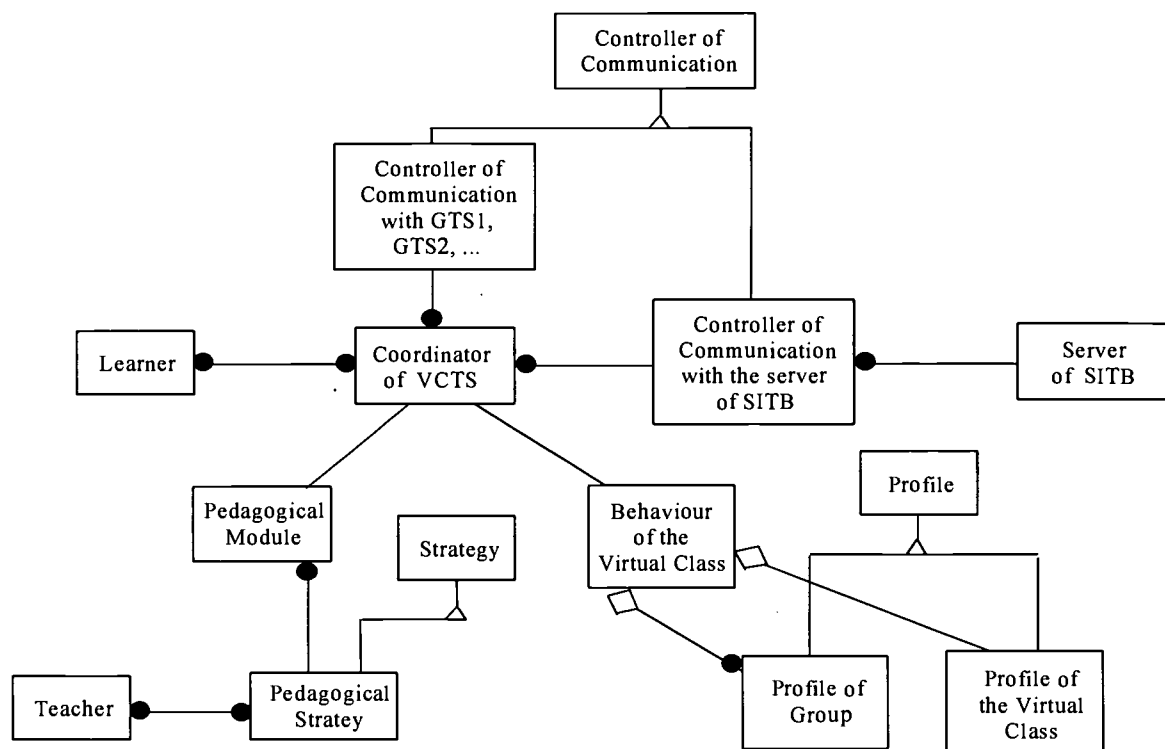 Controller of
Communication
Controller of
Communication
with GTS1,
GTS2, ...
Learner
Coordinator
of VCTS
Controller of
Communication
with the server
of SITB
Server
of SITB
Pedagogical
Module
Strategy
Behaviour
of the
Virtual Class
Profile
Teacher
Pedagogical
Stratey
Profile of
Group
Profile of
the Virtual
Class